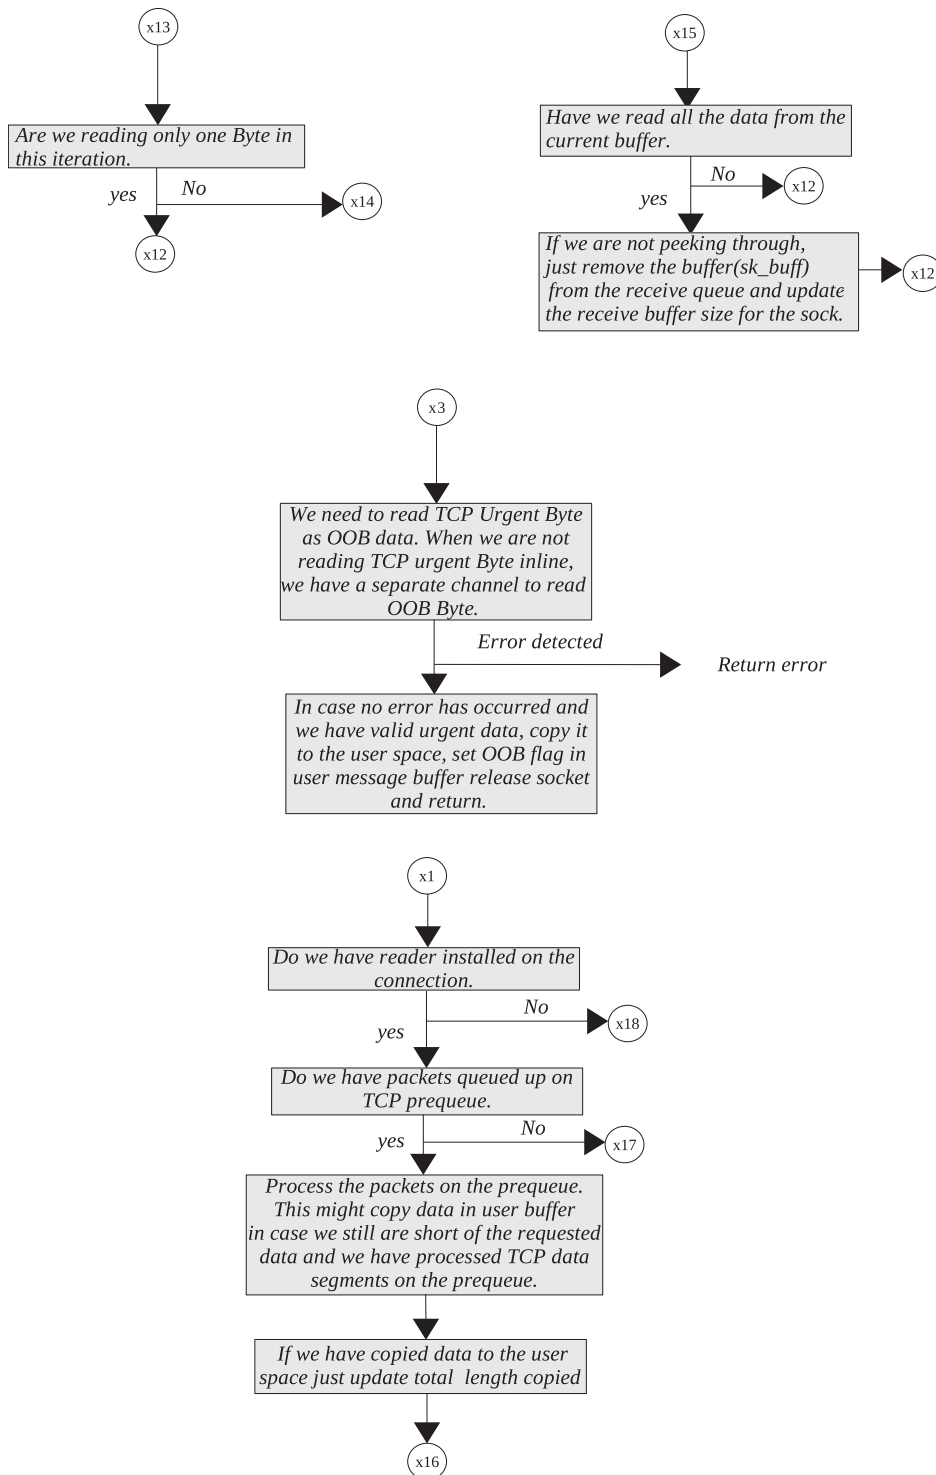 x13
Are we reading only one Byte in
this iteration.
yes
No
x14
x12
x15
Have we read all the data from the
current buffer.
No
x12
yes
If we are not peeking through,
just remove the buffer(sk_buff)
from the receive queue and update
the receive buffer size for the sock.
x12
x3
We need to read TCP Urgent Byte
as OOB data. When we are not
reading TCP urgent Byte inline,
we have a separate channel to read
OOB Byte.
Error detected
Return error
In case no error has occurred and
we have valid urgent data, copy it
to the user space, set OOB flag in
user message buffer release socket
and return.
x1
Do we have reader installed on the
connection.
No
x18
yes
Do we have packets queued up on
TCP prequeue.
No
x17
yes
Process the packets on the prequeue.
This might copy data in user buffer
in case we still are short of the requested
data and we have processed TCP data
segments on the prequeue.
If we have copied data to the user
space just update total length copied
x16